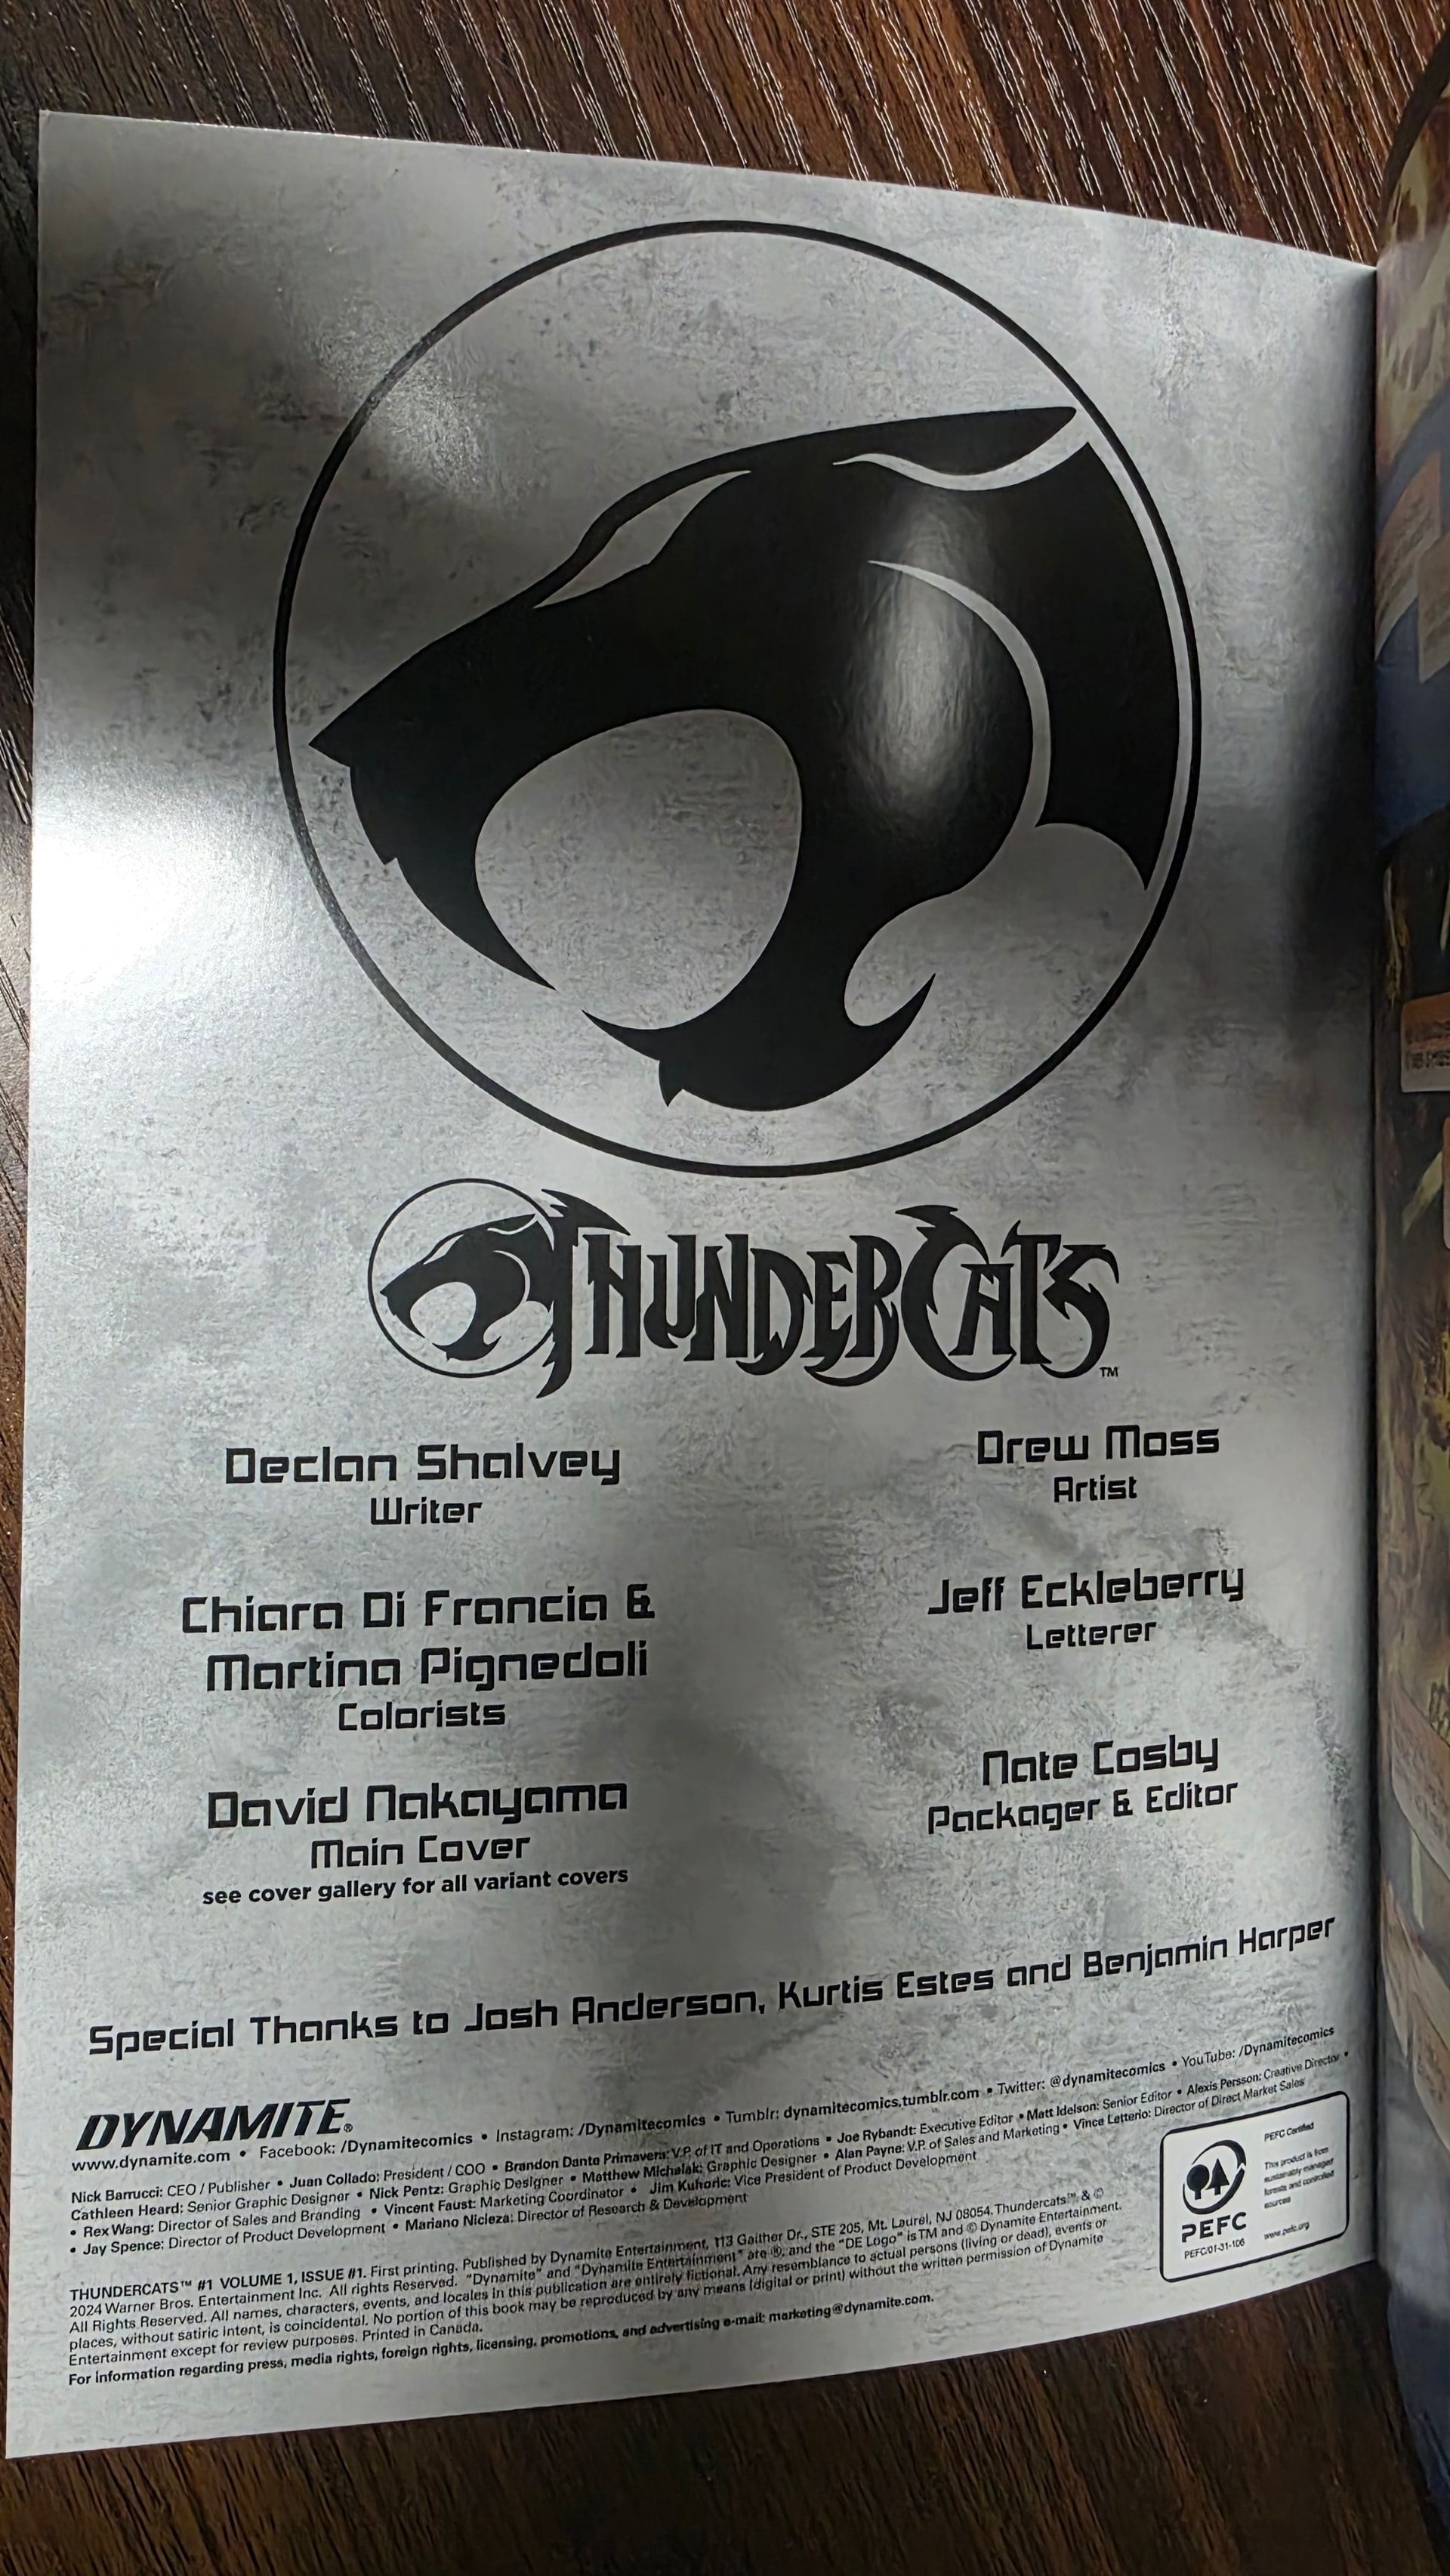 THUNDERCATS™
Declan Shalvey
Writer
Drew Moss
Artist
Chiara Di Francia &
Martina Pignedoli
Colorists
Jeff Eckleberry
Letterer
David Nakayama
Main Cover
see cover gallery for all variant covers
Nate Cosby
Packager & Editor
Special Thanks to Josh Anderson, Kurtis Estes and Benjamin Harper
DYNAMITE®
www.dynamite.com • Facebook: /Dynamitecomics • Instagram: /Dynamitecomics • Tumblr: dynamitecomics.tumblr.com • Twitter: @dynamitecomics • YouTube: /Dynamitecomics
Nick Barrucci: CEO / Publisher • Juan Collado: President / COO • Brandon Dante Primavera: V.P. of IT and Operations • Joe Rybandt: Executive Editor • Matt Idelson: Senior Editor • Alexis Persson: Creative Director •
Cathleen Heard: Senior Graphic Designer • Nick Pentz: Graphic Designer • Matthew Michalak: Graphic Designer • Alan Payne: V.P. of Sales and Marketing • Vince Letterio: Director of Direct Market Sales
• Rex Wang: Director of Sales and Branding • Vincent Faust: Marketing Coordinator • Jim Kuhoric: Vice President of Product Development
• Jay Spence: Director of Product Development • Mariano Nicieza: Director of Research & Development
THUNDERCATS™ #1 VOLUME 1, ISSUE #1. First printing. Published by Dynamite Entertainment, 113 Gaither Dr., STE 205, Mt. Laurel, NJ 08054. Thundercats™ & ©
2024 Warner Bros. Entertainment Inc. All rights Reserved. "Dynamite" and "Dynamite Entertainment" are ®, and the "DE Logo" is TM and © Dynamite Entertainment.
All Rights Reserved. All names, characters, events, and locales in this publication are entirely fictional. Any resemblance to actual persons (living or dead), events or
places, without satiric intent, is coincidental. No portion of this book may be reproduced by any means (digital or print) without the written permission of Dynamite
Entertainment except for review purposes. Printed in Canada.
For information regarding press, media rights, foreign rights, licensing, promotions, and advertising e-mail: marketing@dynamite.com.
PEFC Certified
This product is from
sustainably managed
forests and controlled
sources
www.pefc.org
PEFC
PEFC/01-31-106